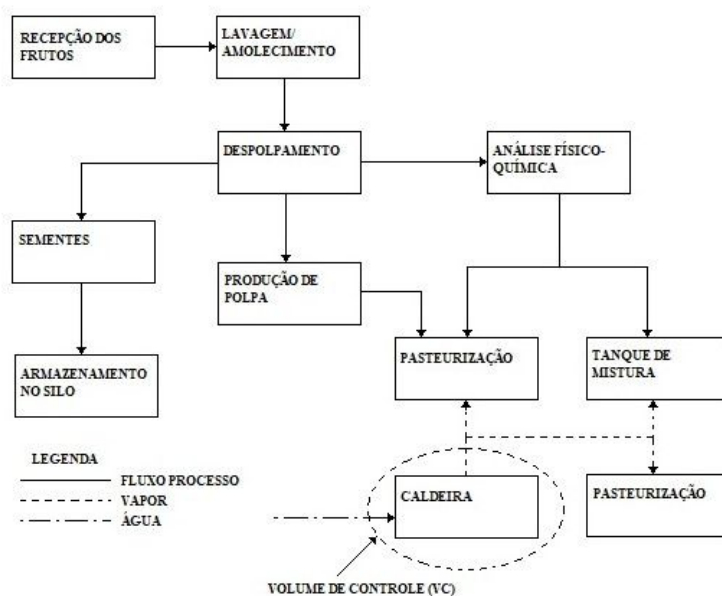 RECEPÇÃO DOS
FRUTOS
LAVAGEM/
AMOLECIMENTO
DESPOLPAMENTO
ANÁLISE FÍSICO-
QUÍMICA
SEMENTES
PRODUÇÃO DE
POLPA
PASTEURIZAÇÃO
TANQUE DE
MISTURA
ARMAZENAMENTO
NO SILO
LEGENDA
FLUXO PROCESSO
VAPOR
ÁGUA
CALDEIRA
PASTEURIZAÇÃO
VOLUME DE CONTROLE (VC)